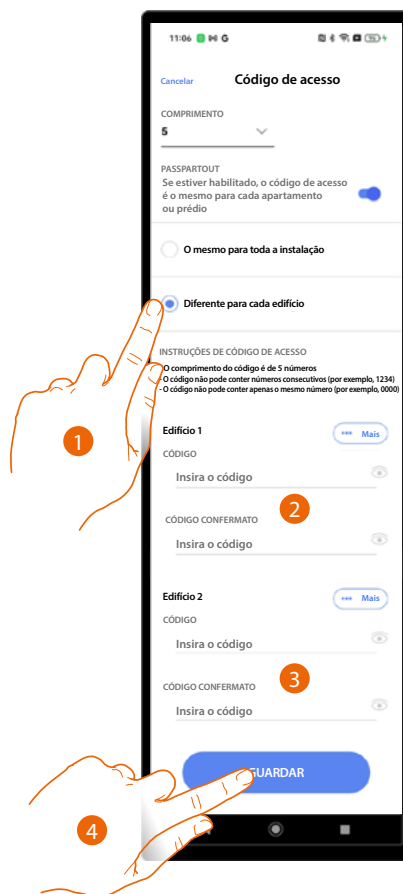 11:06 G
Cancelar Código de acesso
COMPRIMENTO
5
PASSPARTOUT
Se estiver habilitado, o código de acesso
é o mesmo para cada apartamento
ou prédio
O mesmo para toda a instalação
Diferente para cada edifício
INSTRUÇÕES DE CÓDIGO DE ACESSO
O comprimento do código é de 5 números
- O código não pode conter números consecutivos (por exemplo, 1234)
- O código não pode conter apenas o mesmo número (por exemplo, 0000)
1
Edifício 1 *** Mais
CÓDIGO
Insira o código
2
CÓDIGO CONFERMATO
Insira o código
Edifício 2 *** Mais
CÓDIGO
Insira o código
3
CÓDIGO CONFERMATO
Insira o código
GUARDAR
4